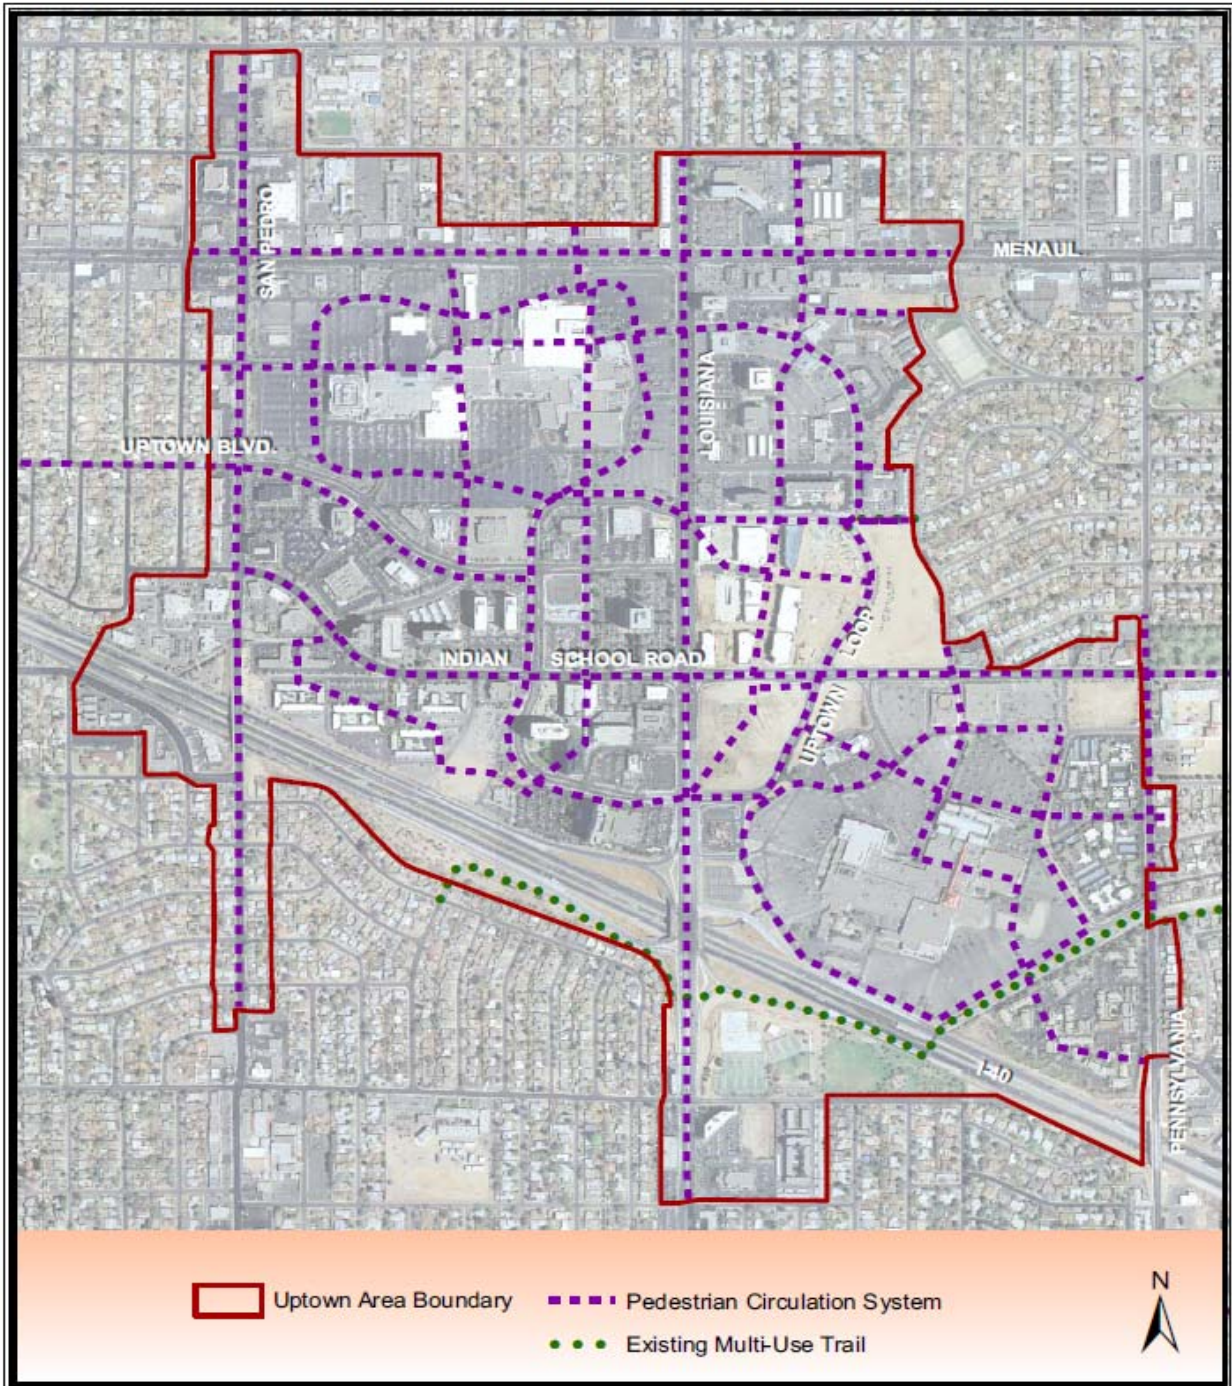 MENAUL
SAN PEDRO
LOUISIANA
UPTOWN BLVD.
INDIAN SCHOOL ROAD
UPTOWN LOOP
I-40
PENNSYLVANIA
Uptown Area Boundary
Pedestrian Circulation System
Existing Multi-Use Trail
N